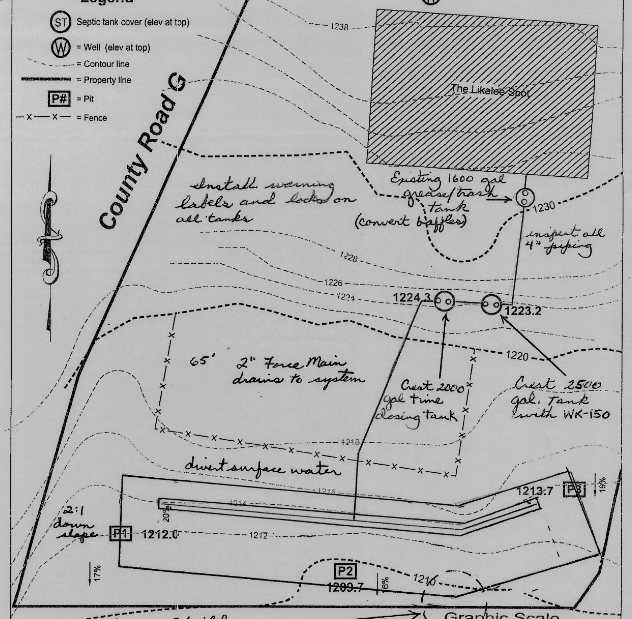 Legend
ST Septic tank cover (elev at top)
W = Well (elev at top)
= Contour line
= Property line
P# = Pit
= Fence
County Road G
1238
The Likalee Spot
Install warning
labels and locks on
all tanks
Existing 1600 gal
grease/trash
tank
(convert baffles)
1230
inspect all
4" piping
1228
1226
1224
1224.3
1223.2
1220
65' 2" Force Main
drains to system
Crest 2000
gal time
dosing tank
Crest 2500
gal. Tank
with WK-150
1218
divert surface water
1216
1214
1213.7
P3
19%
2:1
down
slope
P1 1212.0
20%
1212
17%
P2
1209.7
6%
1210
Graphic Scale